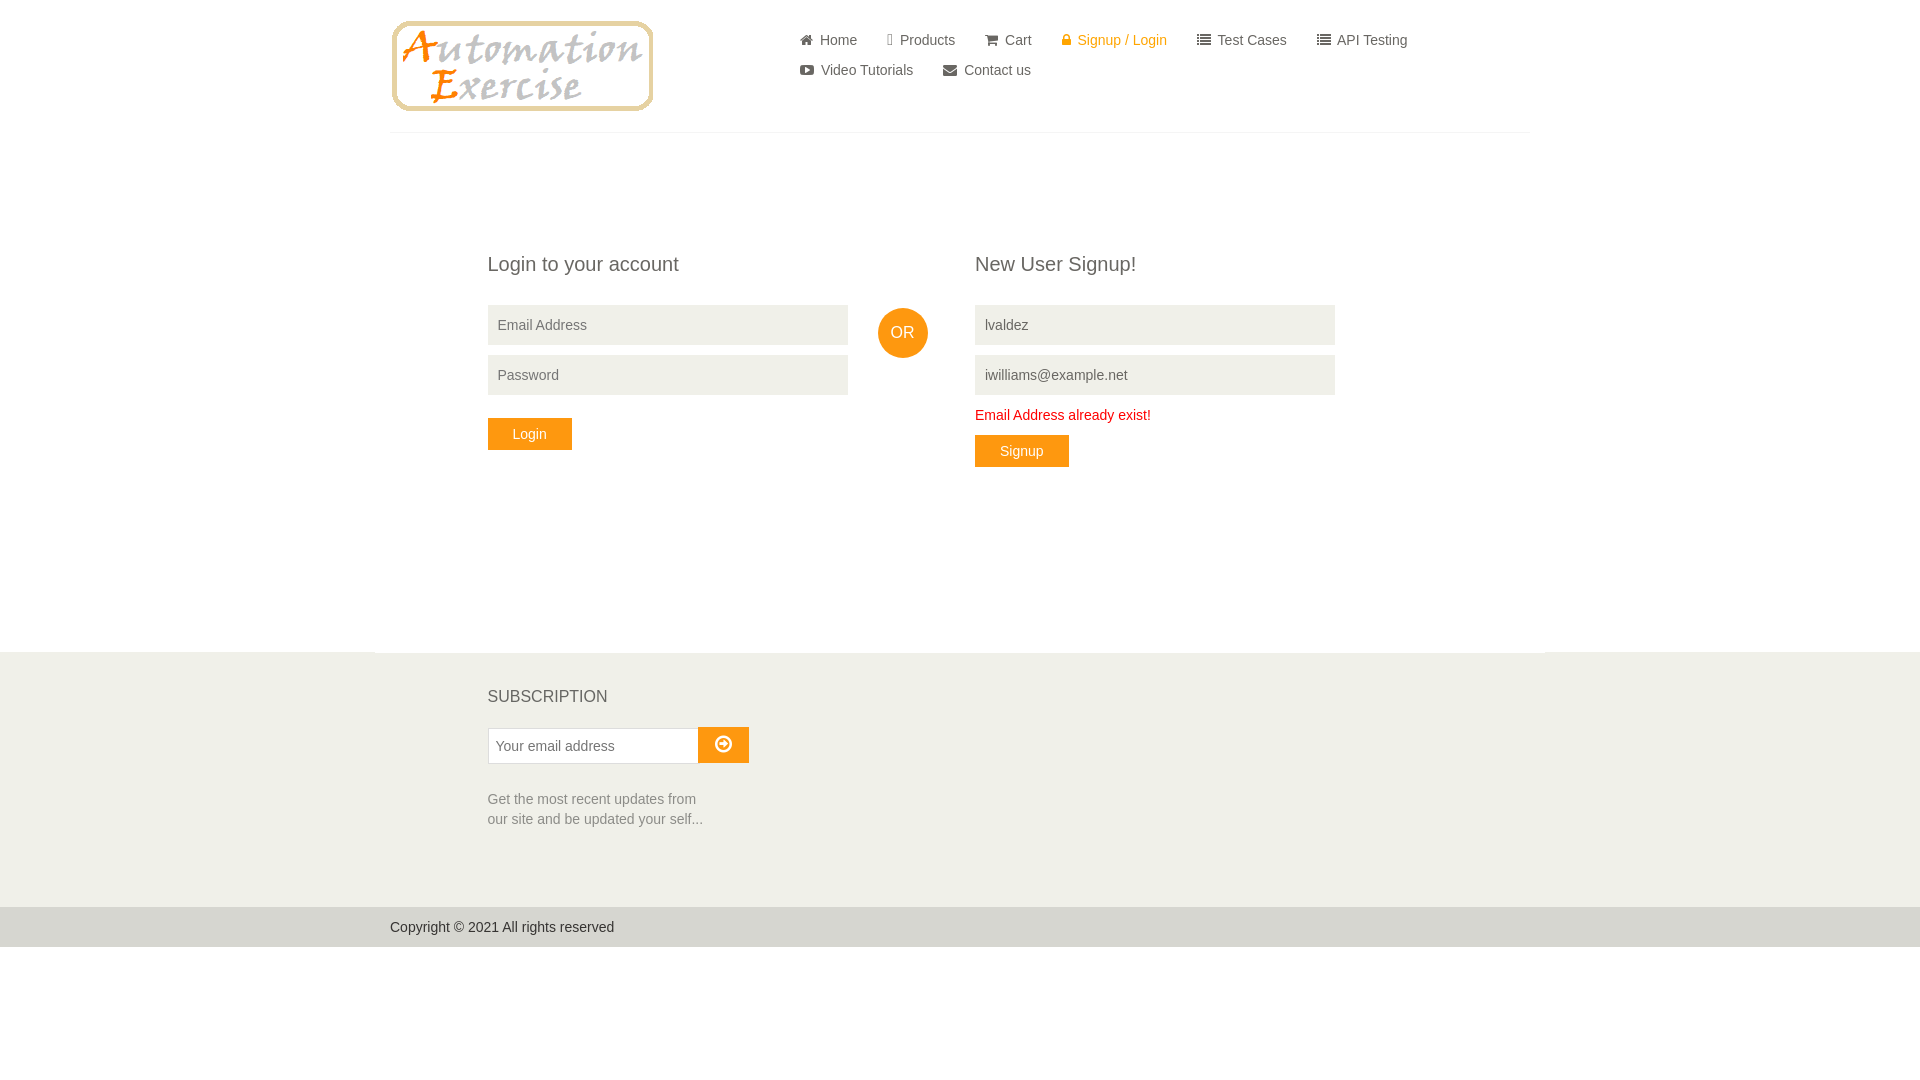 Automation
Exercise
Home
Products
Cart
Signup / Login
Test Cases
API Testing
Video Tutorials
Contact us
Login to your account
Email Address
Password
Login
OR
New User Signup!
lvaldez
iwilliams@example.net
Email Address already exist!
Signup
SUBSCRIPTION
Your email address
Get the most recent updates from
our site and be updated your self...
Copyright © 2021 All rights reserved